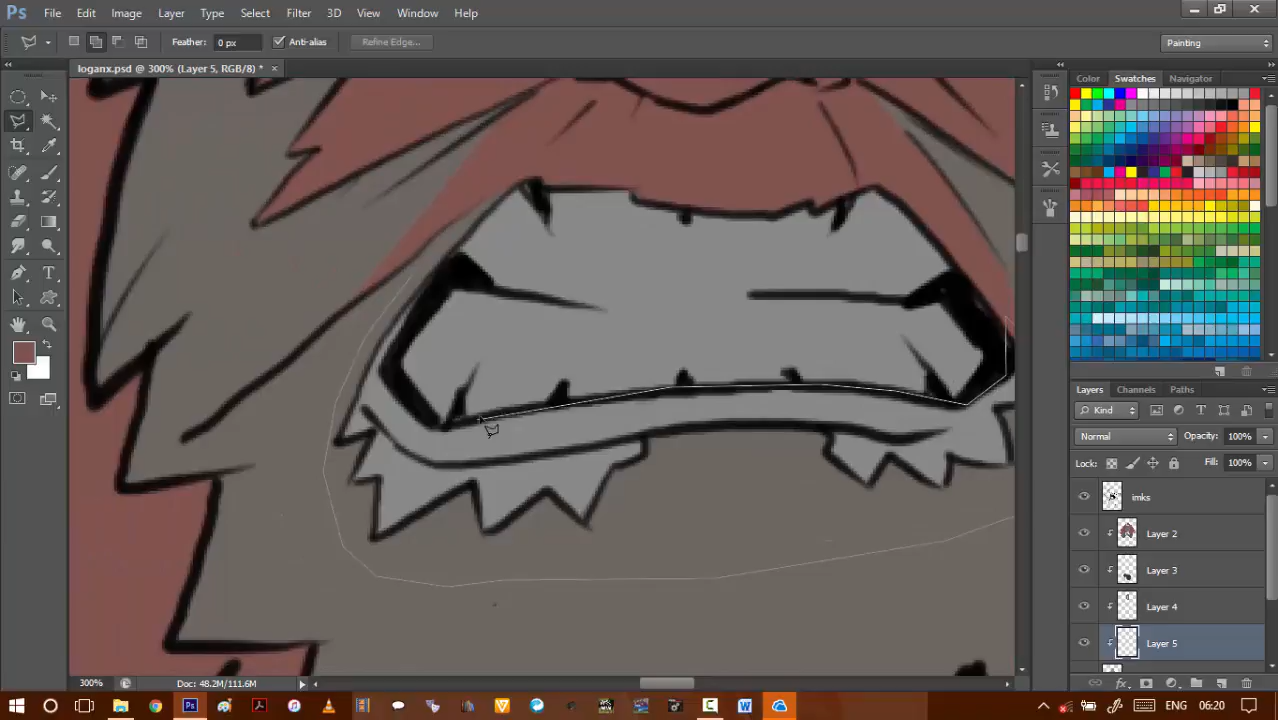 Ps File Edit Image Layer Type Select Filter 3D View Window Help
Feather: 0 px Anti-alias Refine Edge... Painting
loganx.psd @ 300% (Layer 5, RGB/8) * ×
Color Swatches Navigator
Layers Channels Paths
Kind
Normal Opacity: 100%
Lock: Fill: 100%
imks
Layer 2
Layer 3
Layer 4
Layer 5
300% Doc: 48.2M/111.6M
ENG 06:20